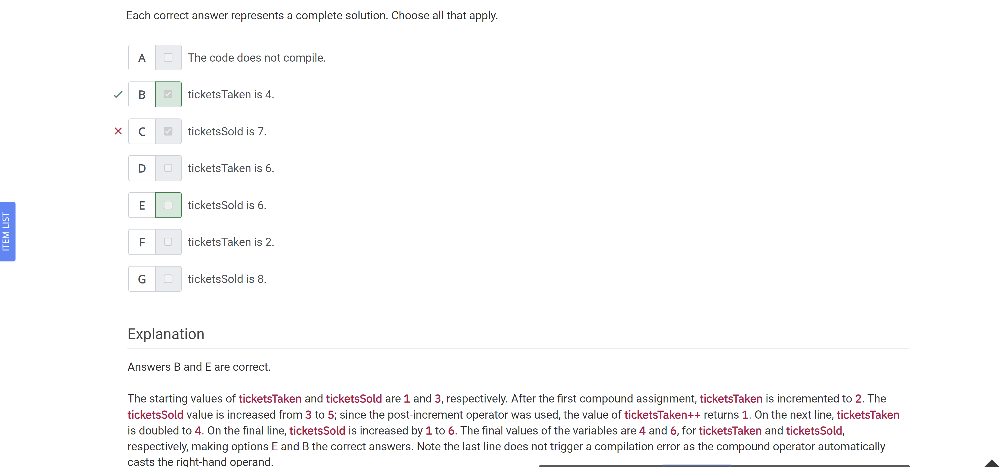 Each correct answer represents a complete solution. Choose all that apply.
A The code does not compile.
B ticketsTaken is 4.
C ticketsSold is 7.
D ticketsTaken is 6.
E ticketsSold is 6.
F ticketsTaken is 2.
G ticketsSold is 8.
ITEM LIST
Explanation
Answers B and E are correct.
The starting values of ticketsTaken and ticketsSold are 1 and 3, respectively. After the first compound assignment, ticketsTaken is incremented to 2. The
ticketsSold value is increased from 3 to 5; since the post-increment operator was used, the value of ticketsTaken++ returns 1. On the next line, ticketsTaken
is doubled to 4. On the final line, ticketsSold is increased by 1 to 6. The final values of the variables are 4 and 6, for ticketsTaken and ticketsSold,
respectively, making options E and B the correct answers. Note the last line does not trigger a compilation error as the compound operator automatically
casts the right-hand operand.